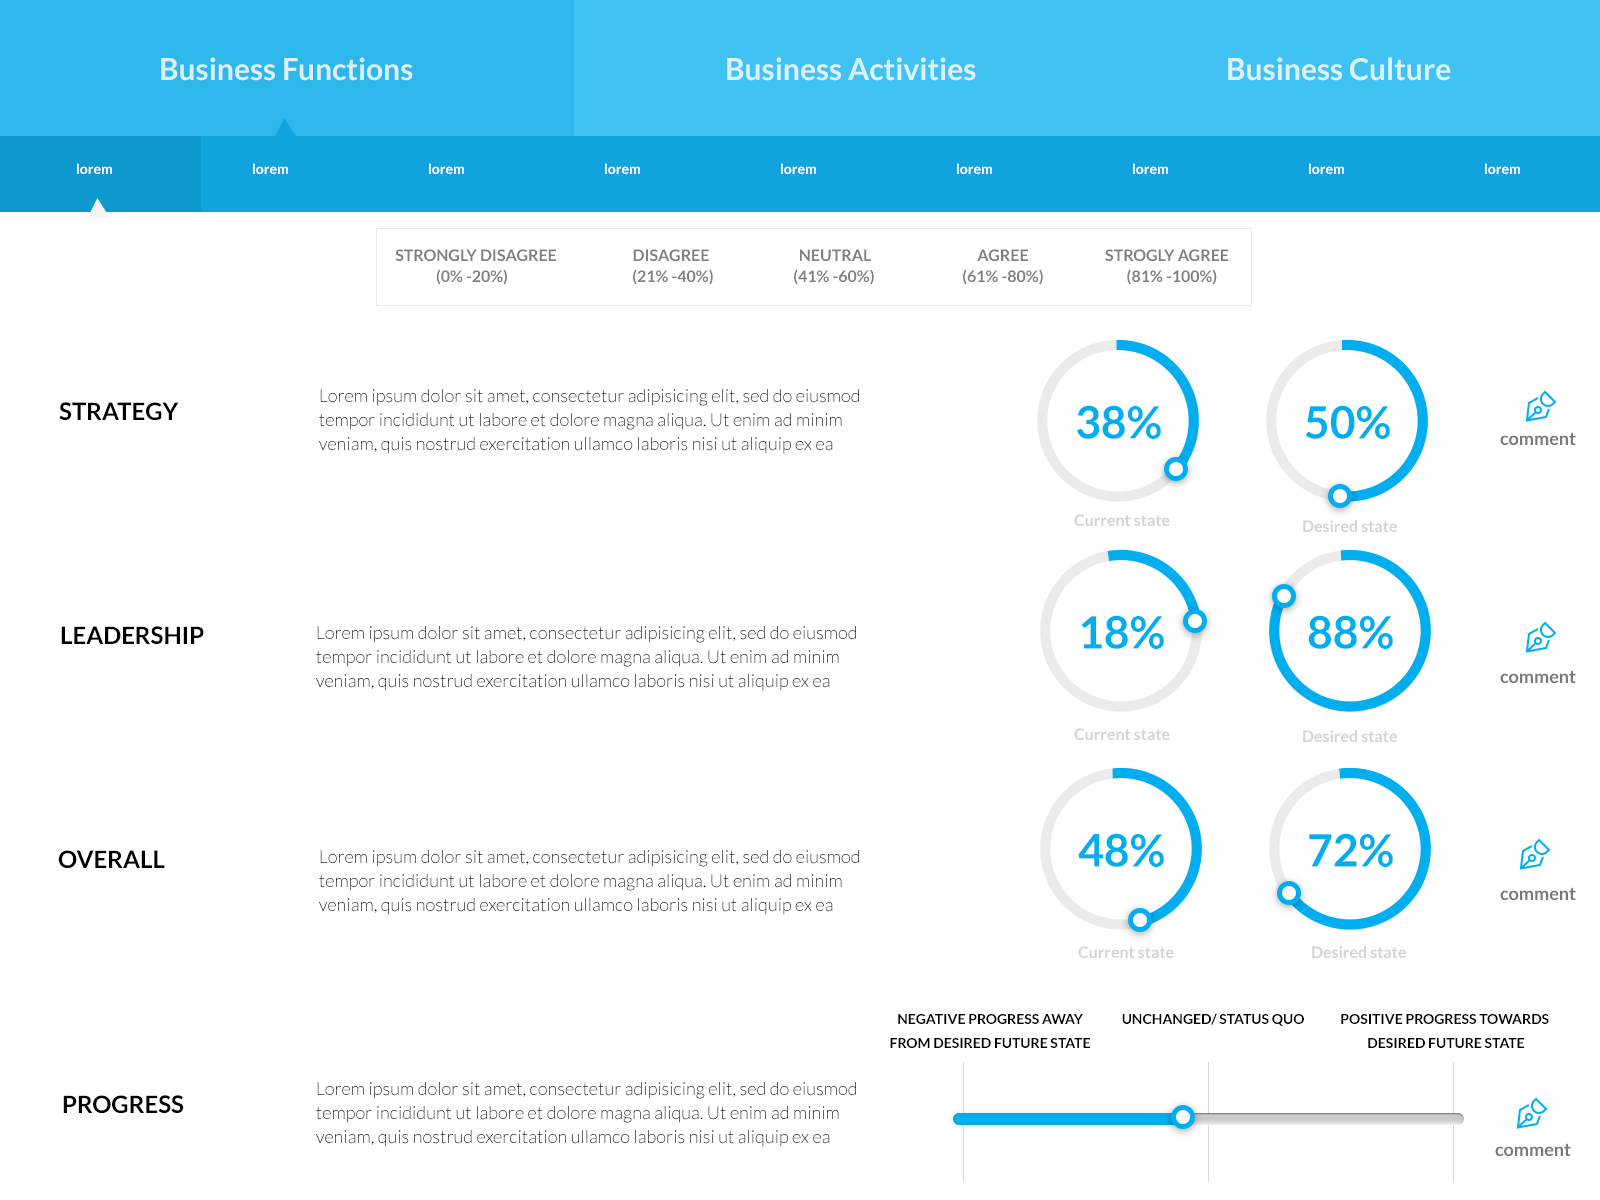 Business Functions Business Activities Business Culture
lorem lorem lorem lorem lorem lorem lorem lorem lorem
STRONGLY DISAGREE DISAGREE NEUTRAL AGREE STROGLY AGREE
(0% -20%) (21% -40%) (41% -60%) (61% -80%) (81% -100%)
STRATEGY
Lorem ipsum dolor sit amet, consectetur adipisicing elit, sed do eiusmod
tempor incididunt ut labore et dolore magna aliqua. Ut enim ad minim
veniam, quis nostrud exercitation ullamco laboris nisi ut aliquip ex ea
38% 50%
comment
Current state Desired state
LEADERSHIP
Lorem ipsum dolor sit amet, consectetur adipisicing elit, sed do eiusmod
tempor incididunt ut labore et dolore magna aliqua. Ut enim ad minim
veniam, quis nostrud exercitation ullamco laboris nisi ut aliquip ex ea
18% 88%
comment
Current state Desired state
OVERALL
Lorem ipsum dolor sit amet, consectetur adipisicing elit, sed do eiusmod
tempor incididunt ut labore et dolore magna aliqua. Ut enim ad minim
veniam, quis nostrud exercitation ullamco laboris nisi ut aliquip ex ea
48% 72%
comment
Current state Desired state
NEGATIVE PROGRESS AWAY UNCHANGED/ STATUS QUO POSITIVE PROGRESS TOWARDS
FROM DESIRED FUTURE STATE DESIRED FUTURE STATE
PROGRESS
Lorem ipsum dolor sit amet, consectetur adipisicing elit, sed do eiusmod
tempor incididunt ut labore et dolore magna aliqua. Ut enim ad minim
veniam, quis nostrud exercitation ullamco laboris nisi ut aliquip ex ea
comment